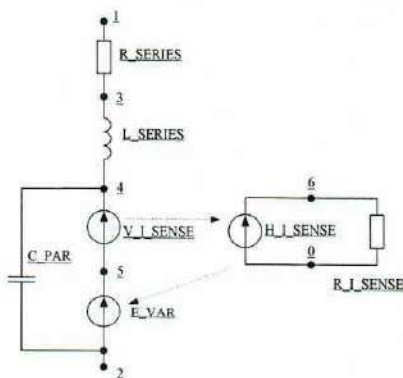 1
R_SERIES
3
L_SERIES
4
6
V_I_SENSE
H_I_SENSE
C_PAR
5
0
R_I_SENSE
E_VAR
2